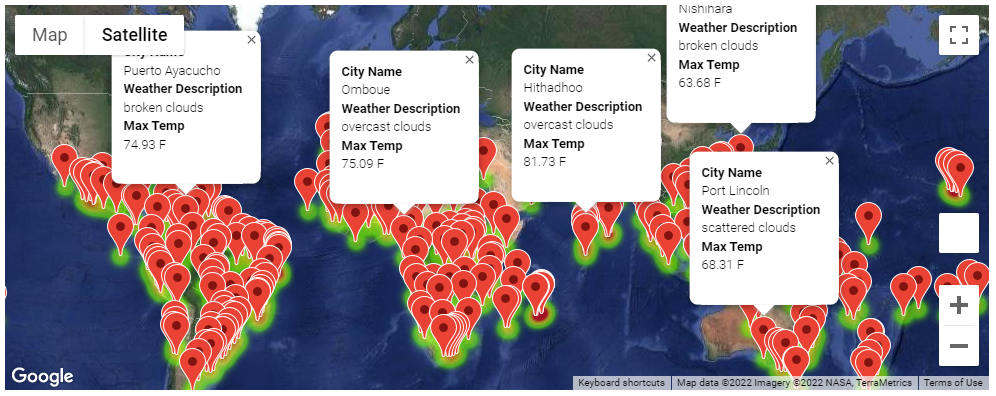 Map
Satellite
City Name
Puerto Ayacucho
Weather Description
broken clouds
Max Temp
74.93 F
City Name
Omboue
Weather Description
overcast clouds
Max Temp
75.09 F
City Name
Hithadhoo
Weather Description
overcast clouds
Max Temp
81.73 F
Nishihara
Weather Description
broken clouds
Max Temp
63.68 F
City Name
Port Lincoln
Weather Description
scattered clouds
Max Temp
68.31 F
Google
Keyboard shortcuts
Map data ©2022 Imagery ©2022 NASA, TerraMetrics
Terms of Use